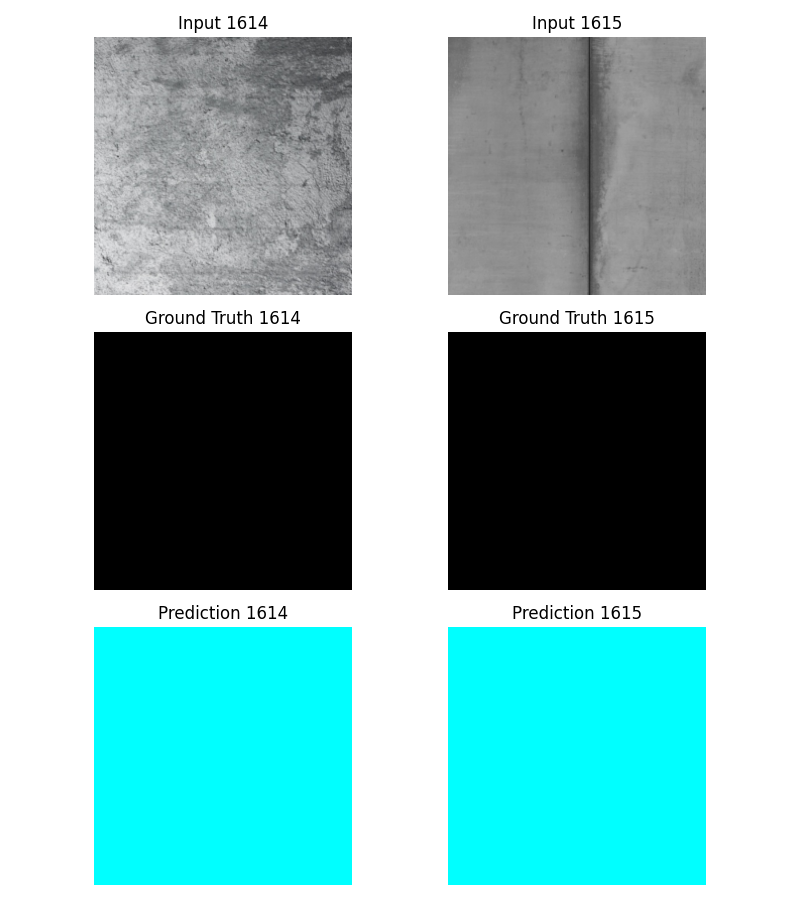 Input 1614
Input 1615
Ground Truth 1614
Ground Truth 1615
Prediction 1614
Prediction 1615